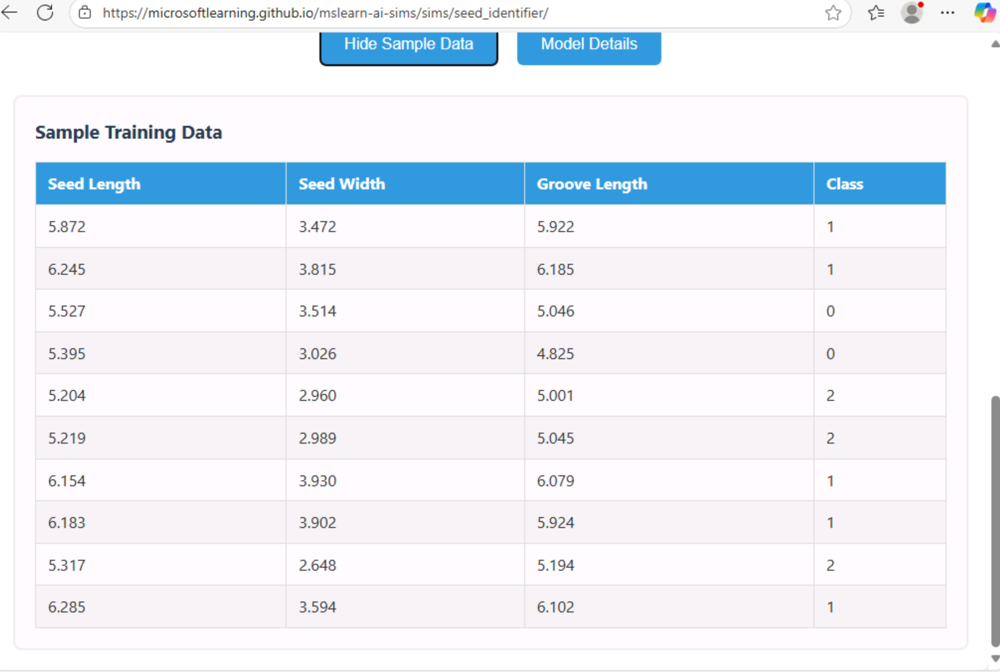 https://microsoftlearning.github.io/mslearn-ai-sims/sims/seed_identifier/
Hide Sample Data Model Details
Sample Training Data
Seed Length Seed Width Groove Length Class
5.872 3.472 5.922 1
6.245 3.815 6.185 1
5.527 3.514 5.046 0
5.395 3.026 4.825 0
5.204 2.960 5.001 2
5.219 2.989 5.045 2
6.154 3.930 6.079 1
6.183 3.902 5.924 1
5.317 2.648 5.194 2
6.285 3.594 6.102 1